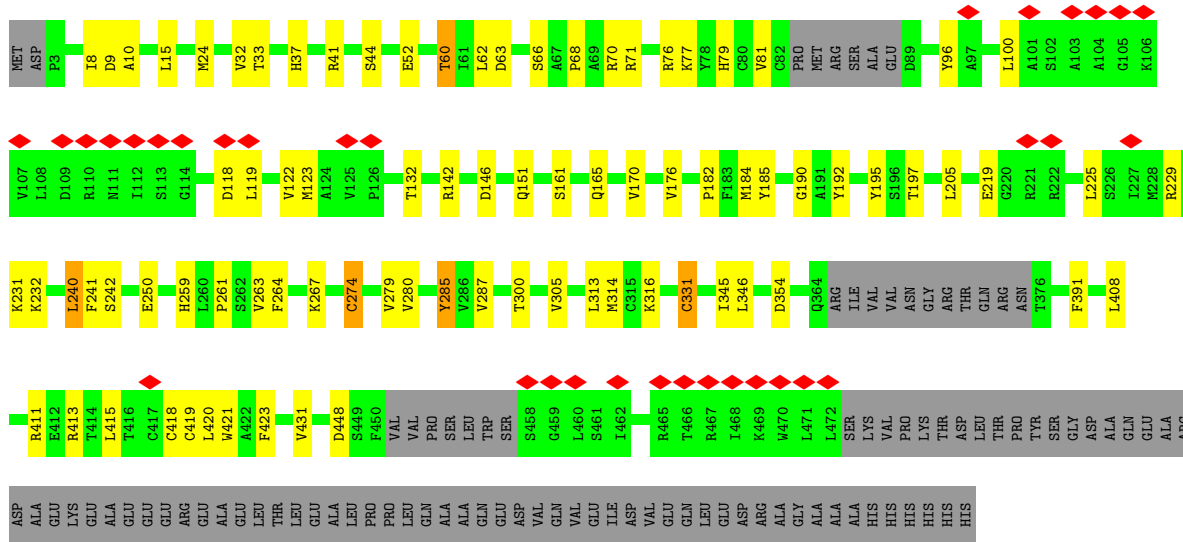 MET ASP P3 I8 D9 A10 L15 M24 V32 T33 H37 R41 S44 E52 T60 I61 L62 D63 S66 A67 P68 A69 R70 R71 R76 K77 Y78 H79 C80 V81 C82 PRO MET ARG SER ALA GLU D89 Y96 A97 L100 A101 S102 A103 A104 G105 K106
V107 L108 D109 R110 N111 I112 S113 G114 D118 L119 V122 M123 A124 V125 P126 T132 R142 D146 Q151 S161 Q165 V170 V176 P182 F183 M184 Y185 G190 A191 Y192 Y195 S196 T197 L205 E219 G220 R221 R222 L225 S226 I227 M228 R229
K231 K232 L240 F241 S242 E250 H259 L260 P261 S262 V263 F264 K267 C274 V279 V280 Y285 V286 V287 T300 V305 L313 M314 C315 K316 C331 I345 L346 D354 Q364 ARG ILE VAL VAL ASN GLY ARG THR GLN ARG ASN T376 F391 L408
R411 E412 R413 T414 L415 T416 C417 C418 C419 L420 W421 A422 F423 V431 D448 S449 F450 VAL VAL PRO SER LEU TRP SER S458 G459 L460 S461 I462 R465 T466 R467 I468 K469 W470 L471 L472 SER LYS VAL PRO LYS THR ASP LEU THR PRO TYR SER GLY ASP ALA GLN GLU ALA ARG
ASP ALA GLU LYS GLU ALA GLU GLU GLU ARG GLU ALA GLU LEU THR LEU GLU ALA LEU PRO PRO LEU GLN ALA ALA GLN GLU ASP VAL GLN VAL GLU ILE ASP VAL GLU GLN LEU GLU ASP ARG ALA GLY ALA ALA ALA HIS HIS HIS HIS HIS HIS